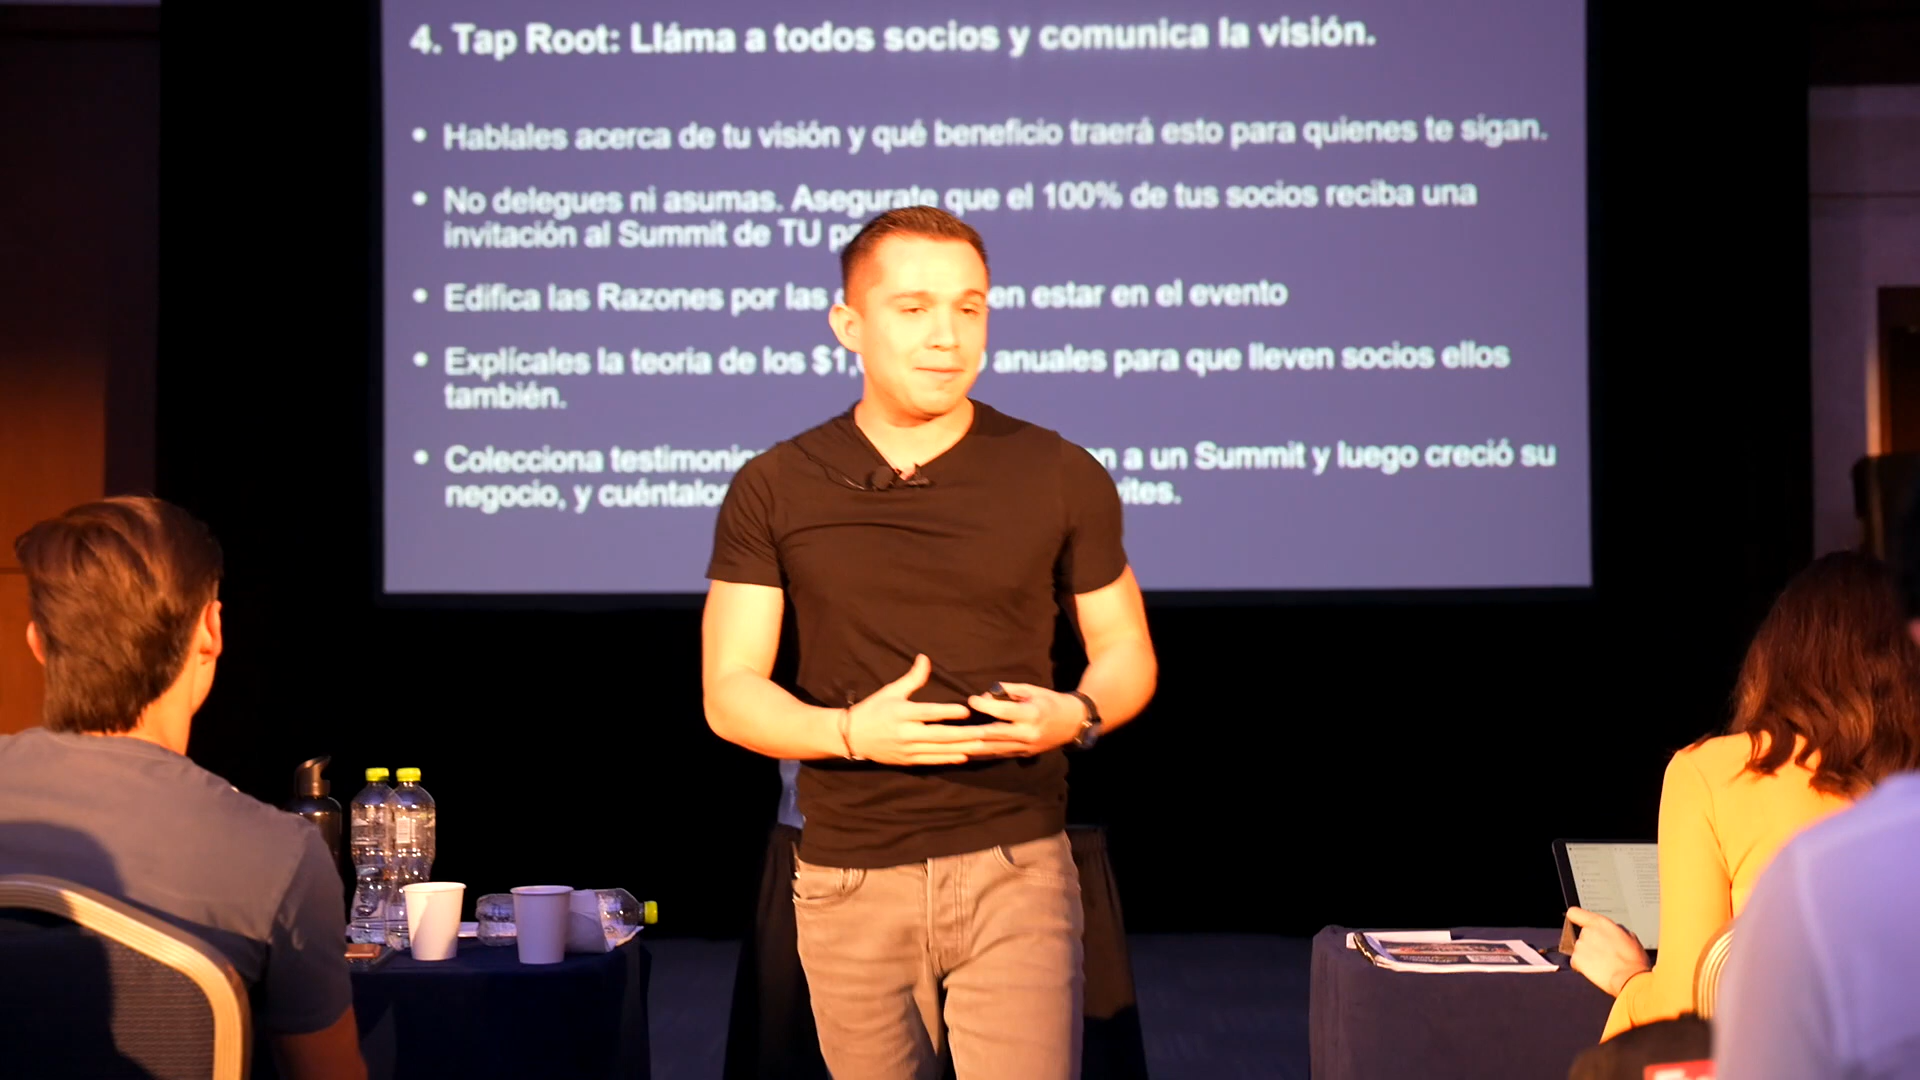 4. Tap Root: Lláma a todos socios y comunica la visión.
• Hablales acerca de tu visión y qué beneficio traerá esto para quienes te sigan.
• No delegues ni asumas. Asegurate que el 100% de tus socios reciba una
invitación al Summit de TU
• Edifica las Razones por las en estar en el evento
• Explícales la teoria de los $1, anuales para que lleven socios ellos
también.
• Colecciona a un Summit y luego creció su
negocio, y